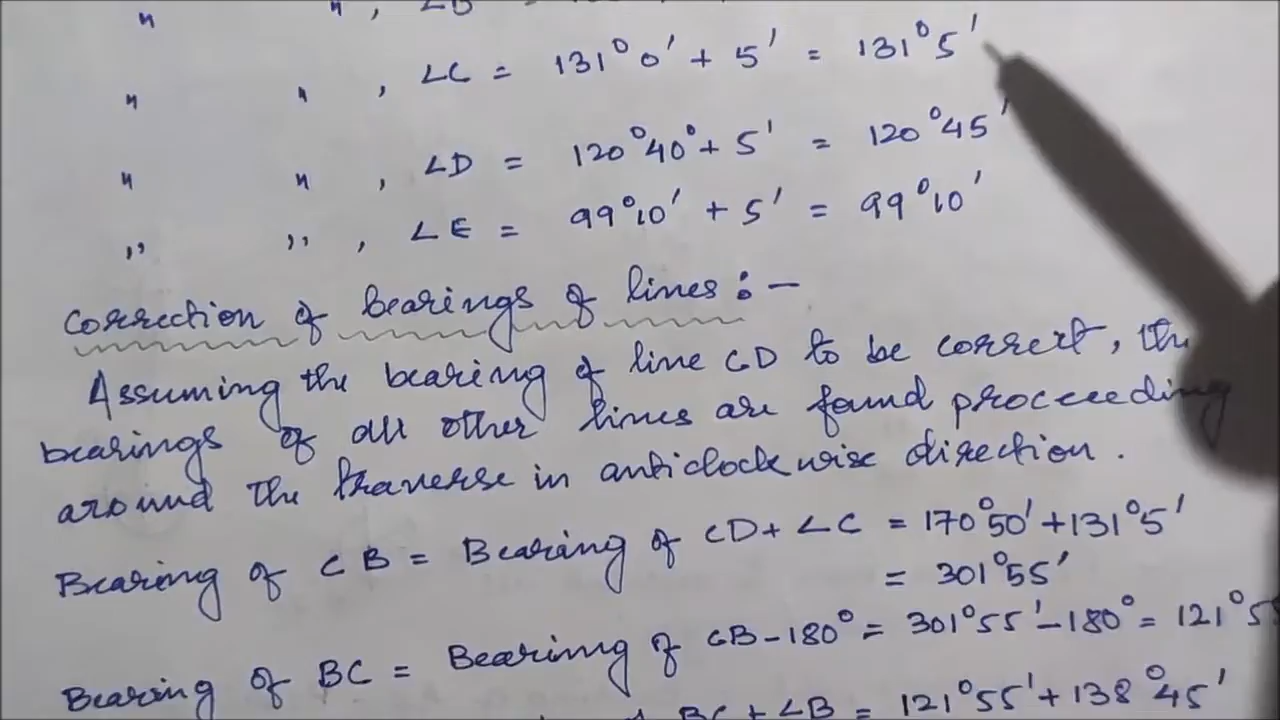 " " , ∠B
" " , ∠C = 131°0' + 5' = 131°5'
" " , ∠D = 120°40° + 5' = 120°45'
,, ,, , ∠E = 99°10' + 5' = 99°10'
Correction of bearings of lines :-
Assuming the bearing of line CD to be correct, the
bearings of all other lines are found proceeding
around the traverse in anticlockwise direction.
Bearing of CB = Bearing of CD + ∠C = 170°50' + 131°5'
= 301°55'
Bearing of BC = Bearing of CB - 180° = 301°55' - 180° = 121°5
BC + ∠B = 121°55' + 138°45'